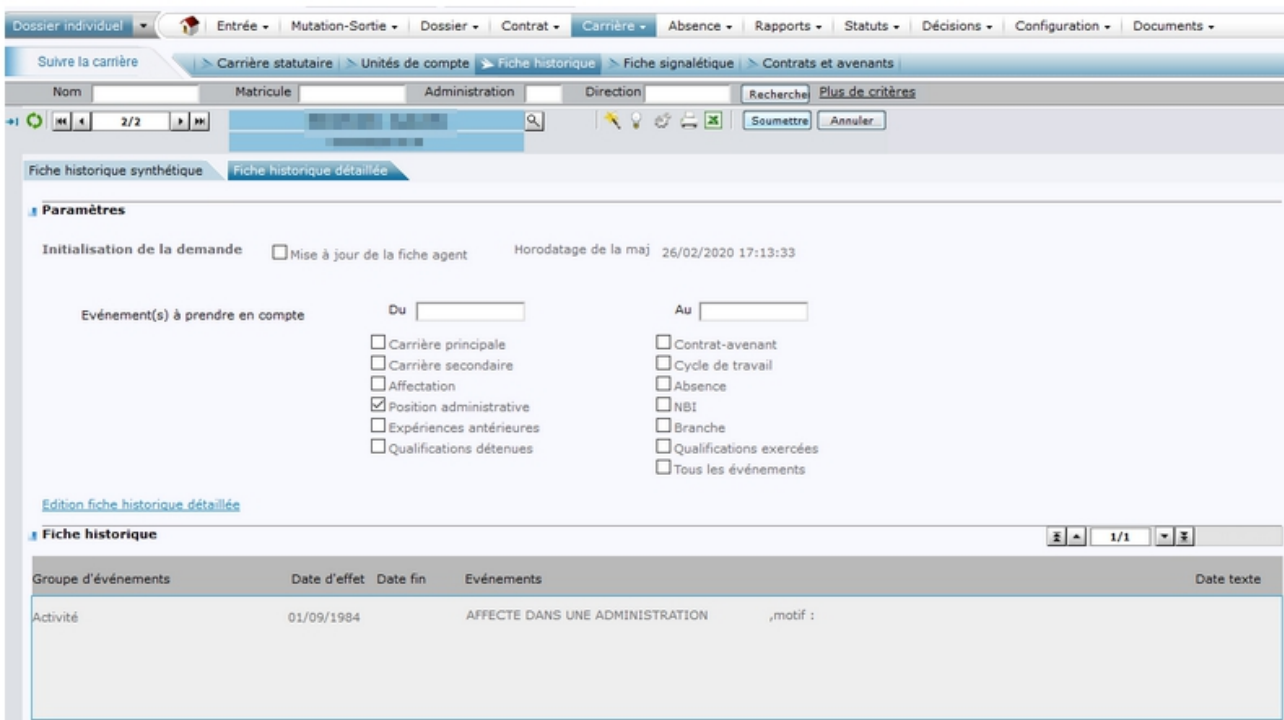 Dossier individuel Entrée Mutation-Sortie Dossier Contrat Carrière Absence Rapports Statuts Décisions Configuration Documents
Suivre la carrière Carrière statutaire Unités de compte Fiche historique Fiche signalétique Contrats et avenants
Nom Matricule Administration Direction Recherche Plus de critères
2/2 Soumettre Annuler
Fiche historique synthétique Fiche historique détaillée
Paramètres
Initialisation de la demande Mise à jour de la fiche agent Horodatage de la maj 26/02/2020 17:13:33
Evénement(s) à prendre en compte Du Au
Carrière principale Contrat-avenant
Carrière secondaire Cycle de travail
Affectation Absence
Position administrative NBI
Expériences antérieures Branche
Qualifications détenues Qualifications exercées
Tous les événements
Edition fiche historique détaillée
Fiche historique 1/1
Groupe d'événements Date d'effet Date fin Evénements Date texte
Activité 01/09/1984 AFFECTE DANS UNE ADMINISTRATION ,motif :